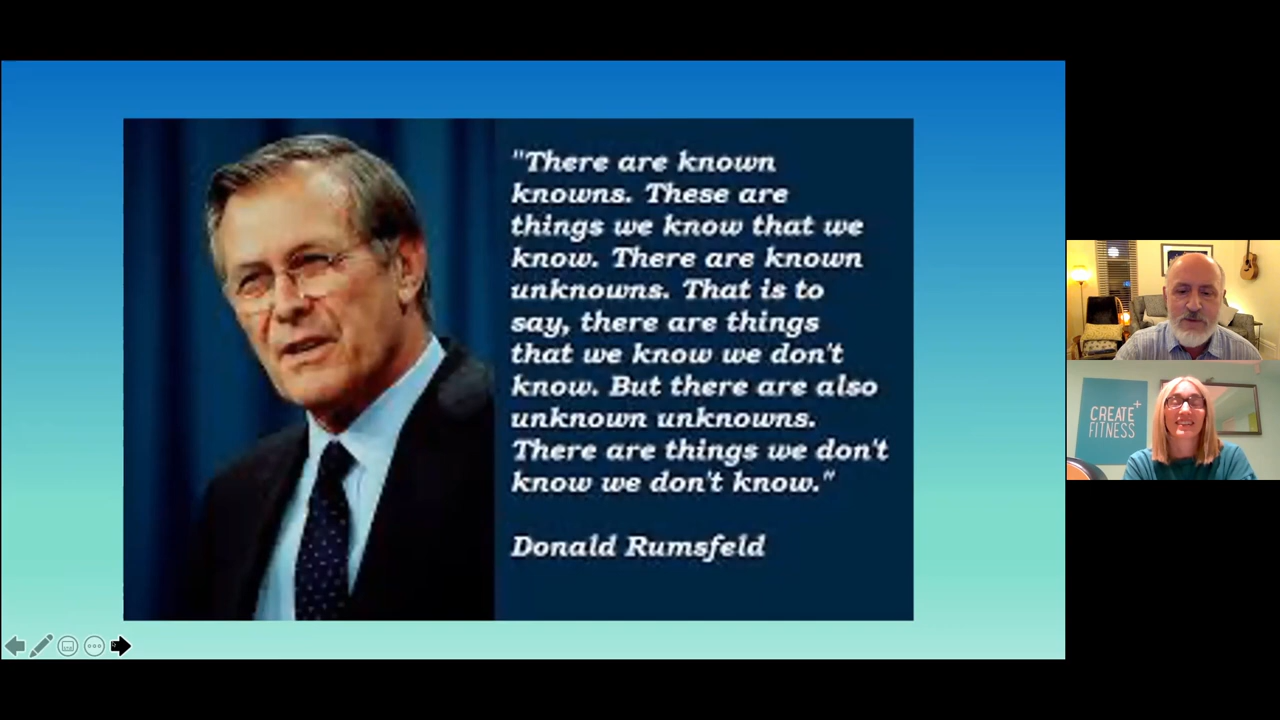 "There are known
knowns. These are
things we know that we
know. There are known
unknowns. That is to
say, there are things
that we know we don't
know. But there are also
unknown unknowns.
There are things we don't
know we don't know."
Donald Rumsfeld
CREATE+
FITNESS